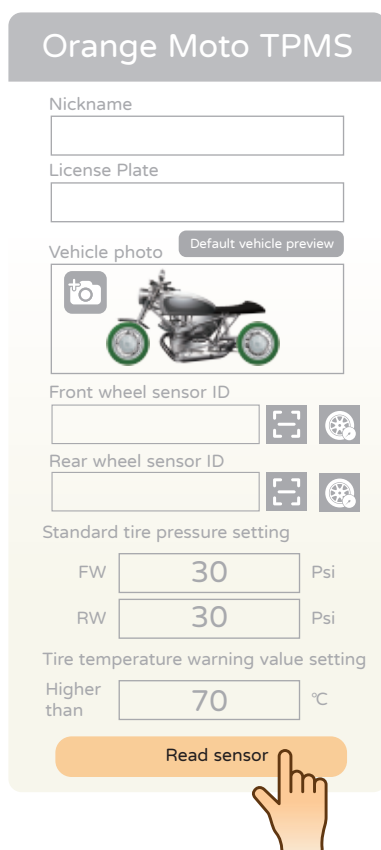 Orange Moto TPMS
Nickname
License Plate
Vehicle photo
Default vehicle preview
Front wheel sensor ID
Rear wheel sensor ID
Standard tire pressure setting
FW 30 Psi
RW 30 Psi
Tire temperature warning value setting
Higher
than 70 ℃
Read sensor